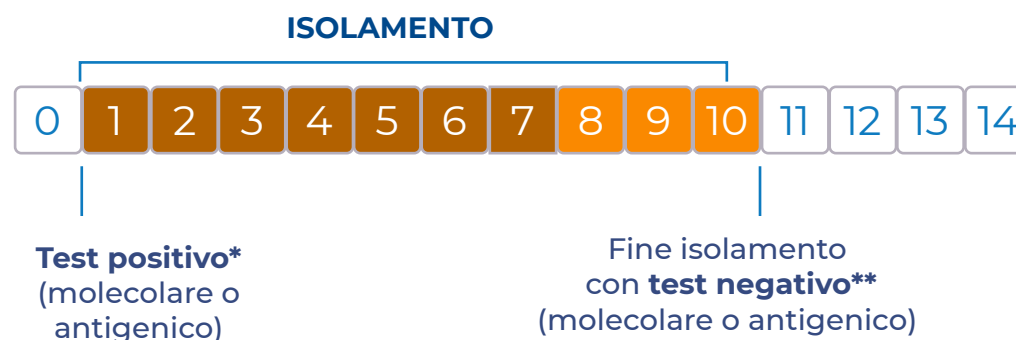 ISOLAMENTO
0 1 2 3 4 5 6 7 8 9 10 11 12 13 14
Test positivo*
(molecolare o
antigenico)
Fine isolamento
con test negativo**
(molecolare o antigenico)